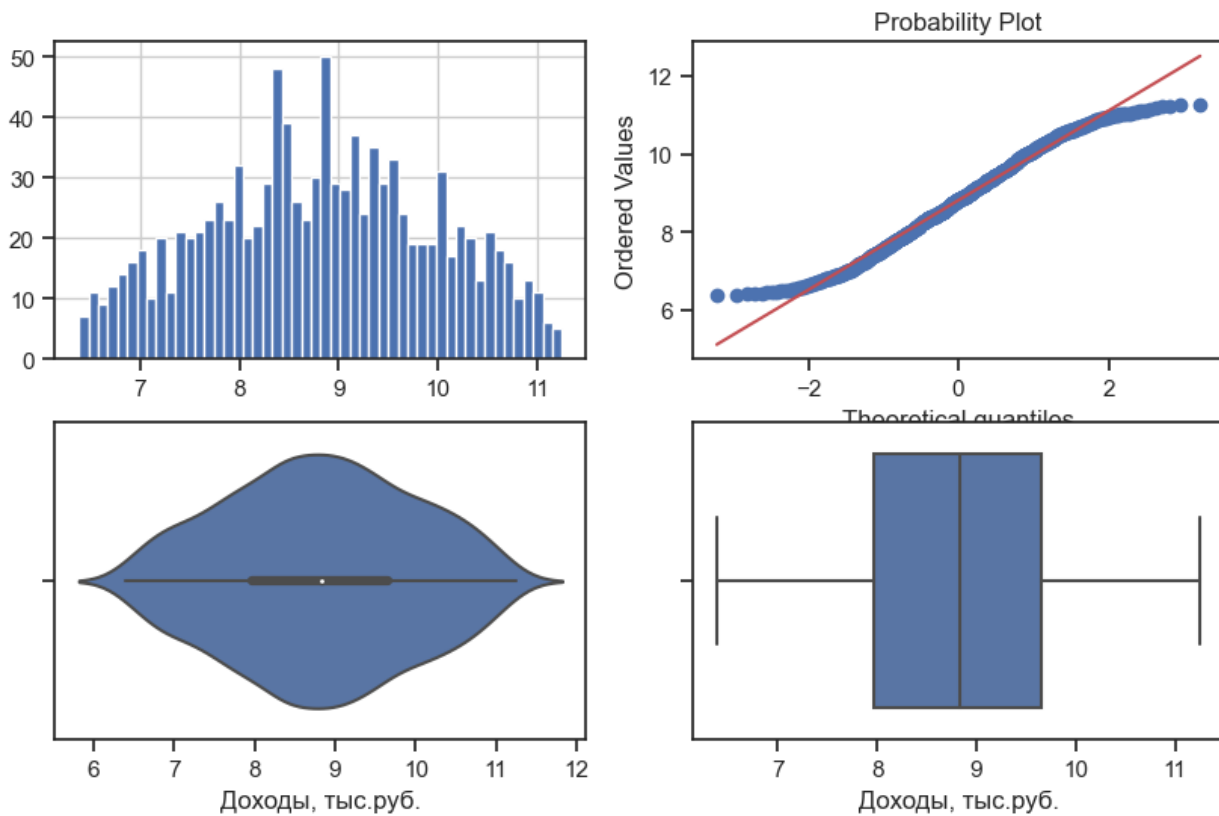 Probability Plot
50
40
30
20
10
0
7 8 9 10 11
Ordered Values
12
10
8
6
−2 0 2
Theoretical quantiles
6 7 8 9 10 11 12
Доходы, тыс.руб.
7 8 9 10 11
Доходы, тыс.руб.